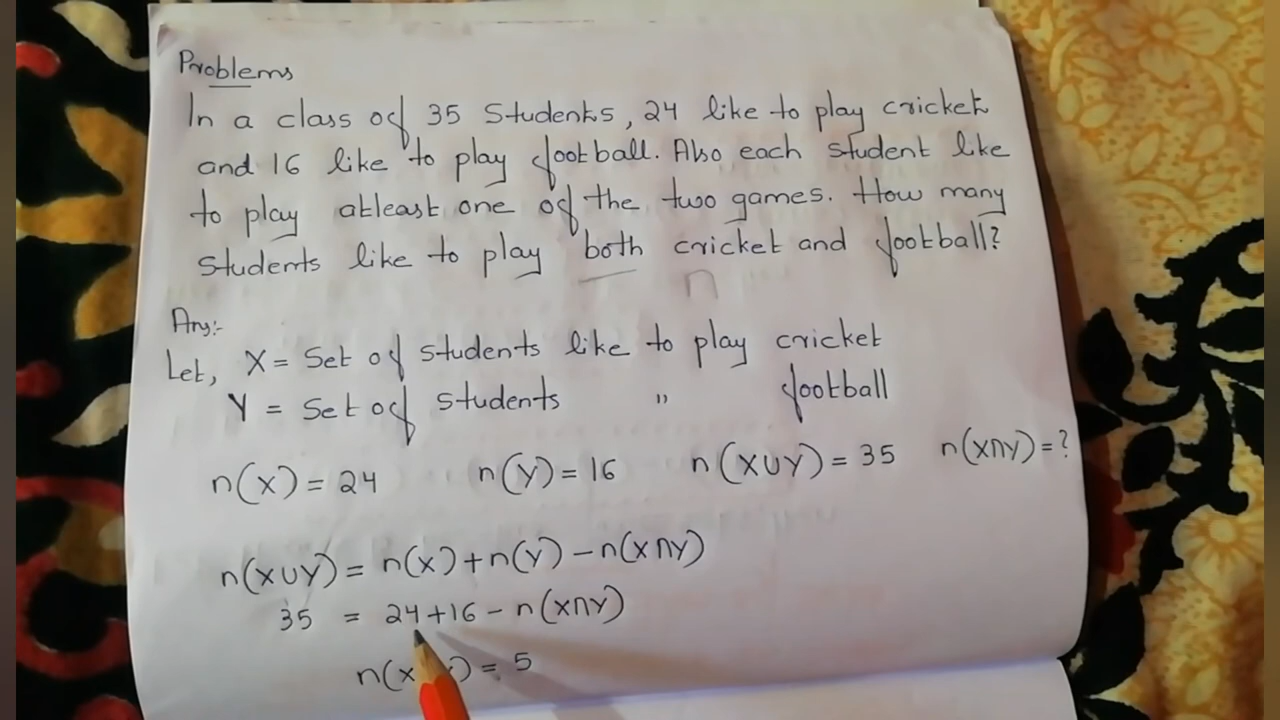 Problems
In a class of 35 students, 24 like to play cricket
and 16 like to play football. Also each student like
to play atleast one of the two games. How many
students like to play both cricket and football?
n
Ans:-
Let, X = Set of students like to play cricket
Y = Set of students " football
n(X) = 24 n(Y) = 16 n(X∪Y) = 35 n(X∩Y) = ?
n(X∪Y) = n(X) + n(Y) − n(X∩Y)
35 = 24 + 16 − n(X∩Y)
n(X ) = 5